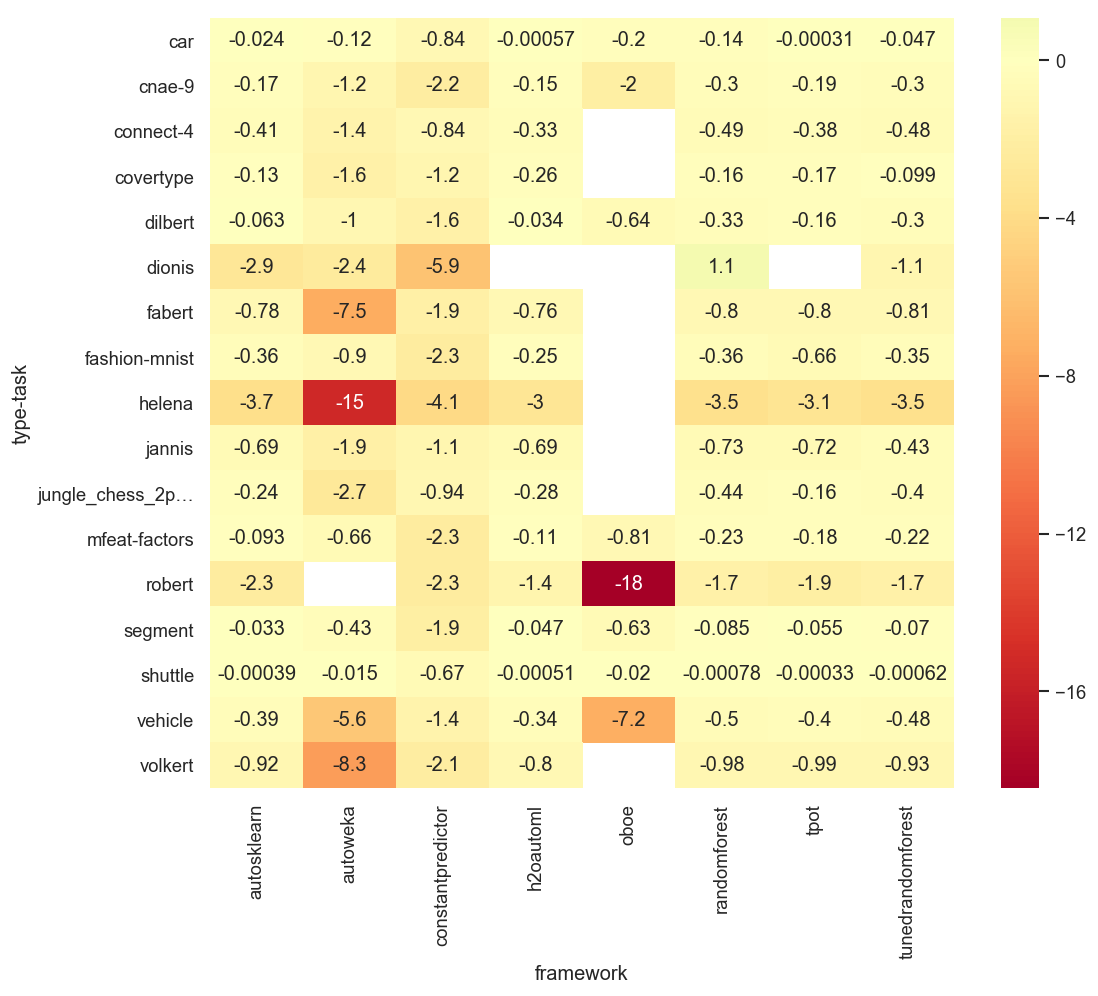 car -0.024 -0.12 -0.84 -0.00057 -0.2 -0.14 -0.00031 -0.047
cnae-9 -0.17 -1.2 -2.2 -0.15 -2 -0.3 -0.19 -0.3
connect-4 -0.41 -1.4 -0.84 -0.33 -0.49 -0.38 -0.48
covertype -0.13 -1.6 -1.2 -0.26 -0.16 -0.17 -0.099
dilbert -0.063 -1 -1.6 -0.034 -0.64 -0.33 -0.16 -0.3
dionis -2.9 -2.4 -5.9 1.1 -1.1
fabert -0.78 -7.5 -1.9 -0.76 -0.8 -0.8 -0.81
fashion-mnist -0.36 -0.9 -2.3 -0.25 -0.36 -0.66 -0.35
helena -3.7 -15 -4.1 -3 -3.5 -3.1 -3.5
jannis -0.69 -1.9 -1.1 -0.69 -0.73 -0.72 -0.43
jungle_chess_2p… -0.24 -2.7 -0.94 -0.28 -0.44 -0.16 -0.4
mfeat-factors -0.093 -0.66 -2.3 -0.11 -0.81 -0.23 -0.18 -0.22
robert -2.3 -2.3 -1.4 -18 -1.7 -1.9 -1.7
segment -0.033 -0.43 -1.9 -0.047 -0.63 -0.085 -0.055 -0.07
shuttle -0.00039 -0.015 -0.67 -0.00051 -0.02 -0.00078 -0.00033 -0.00062
vehicle -0.39 -5.6 -1.4 -0.34 -7.2 -0.5 -0.4 -0.48
volkert -0.92 -8.3 -2.1 -0.8 -0.98 -0.99 -0.93
type-task
autosklearn
autoweka
constantpredictor
h2oautoml
oboe
randomforest
tpot
tunedrandomforest
framework
0
−4
−8
−12
−16